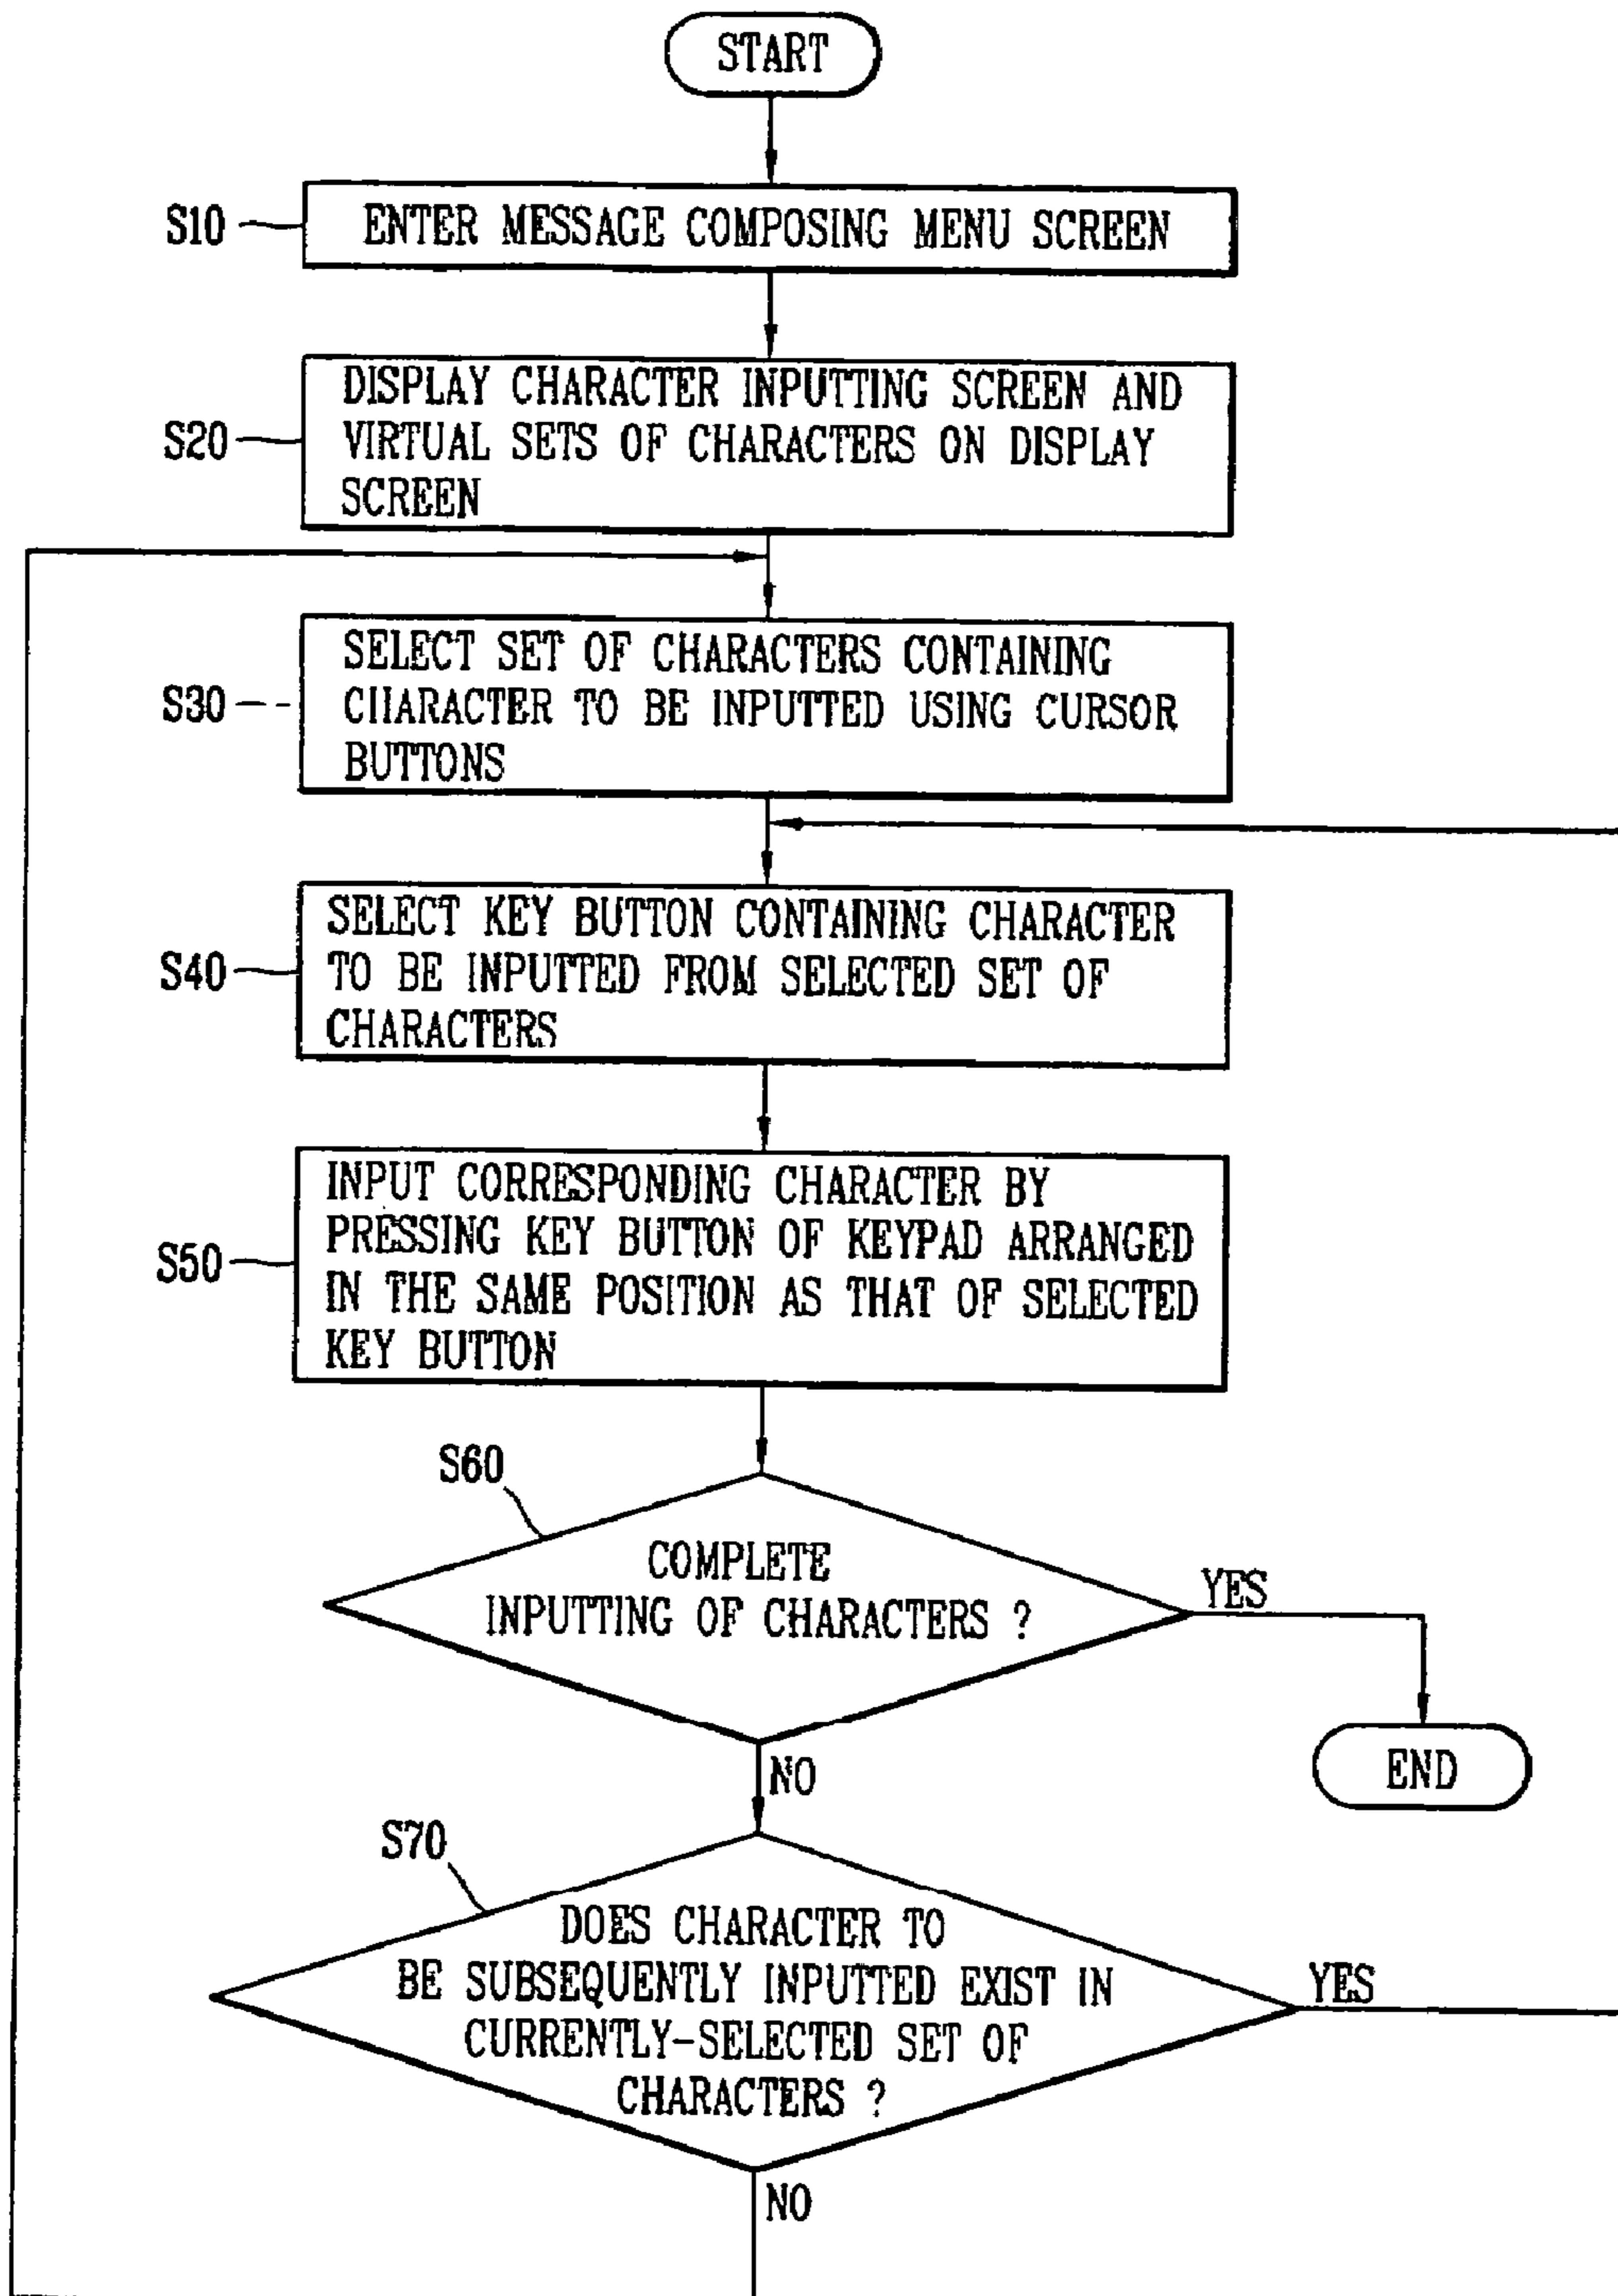 START
S10
ENTER MESSAGE COMPOSING MENU SCREEN
S20
DISPLAY CHARACTER INPUTTING SCREEN AND
VIRTUAL SETS OF CHARACTERS ON DISPLAY
SCREEN
S30
SELECT SET OF CHARACTERS CONTAINING
CHARACTER TO BE INPUTTED USING CURSOR
BUTTONS
S40
SELECT KEY BUTTON CONTAINING CHARACTER
TO BE INPUTTED FROM SELECTED SET OF
CHARACTERS
S50
INPUT CORRESPONDING CHARACTER BY
PRESSING KEY BUTTON OF KEYPAD ARRANGED
IN THE SAME POSITION AS THAT OF SELECTED
KEY BUTTON
S60
COMPLETE
INPUTTING OF CHARACTERS ?
YES
END
NO
S70
DOES CHARACTER TO
BE SUBSEQUENTLY INPUTTED EXIST IN
CURRENTLY-SELECTED SET OF
CHARACTERS ?
YES
NO